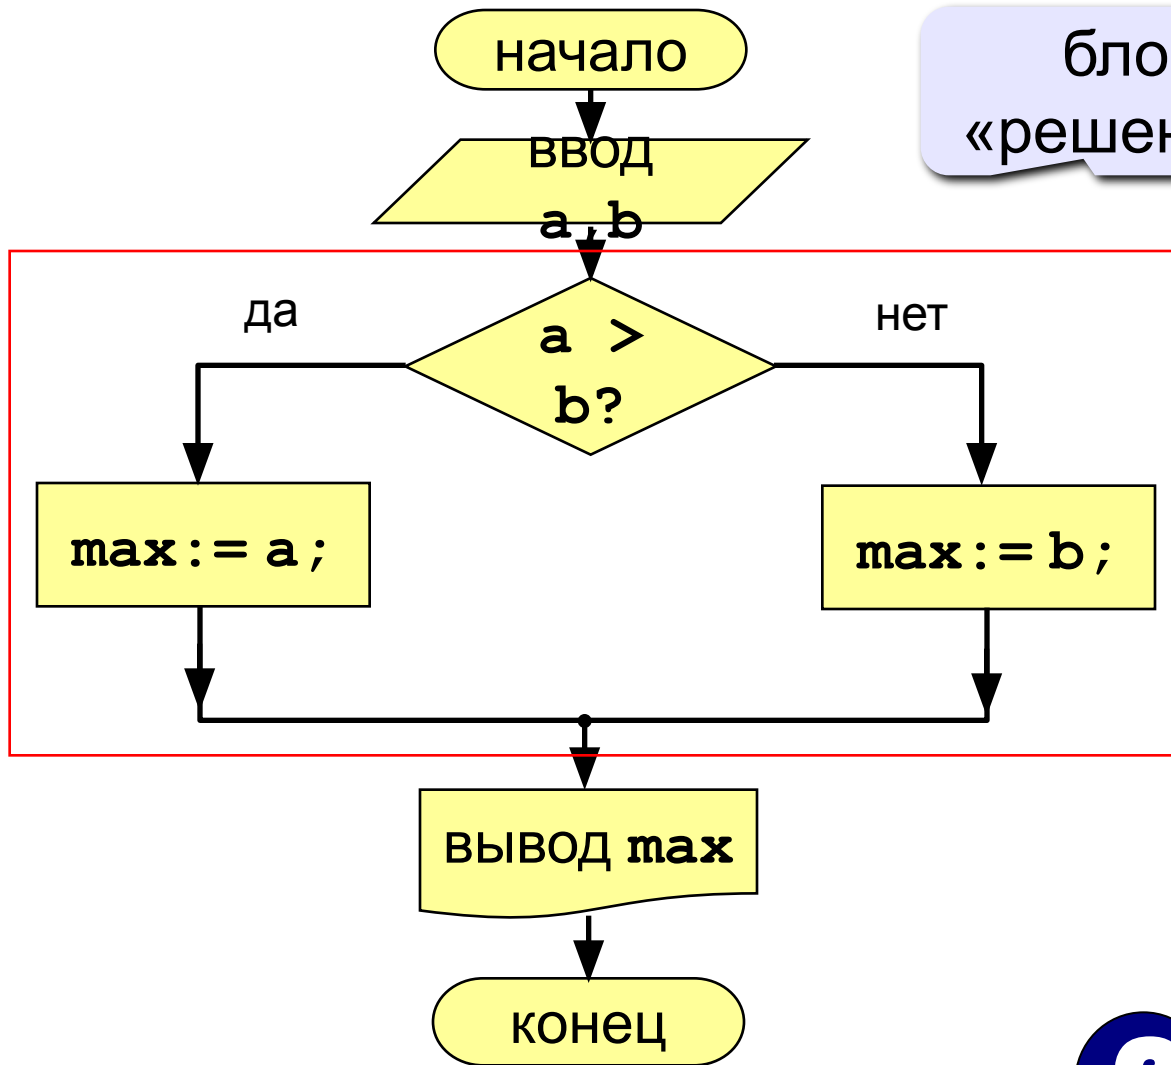 начало
бло
«решен
ввод
a,b
да
нет
a >
b?
max:= a;
max:= b;
вывод max
конец